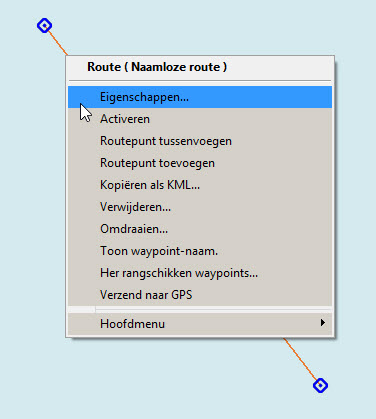 Route ( Naamloze route )
Eigenschappen...
Activeren
Routepunt tussenvoegen
Routepunt toevoegen
Kopiëren als KML...
Verwijderen...
Omdraaien...
Toon waypoint-naam.
Her rangschikken waypoints...
Verzend naar GPS
Hoofdmenu